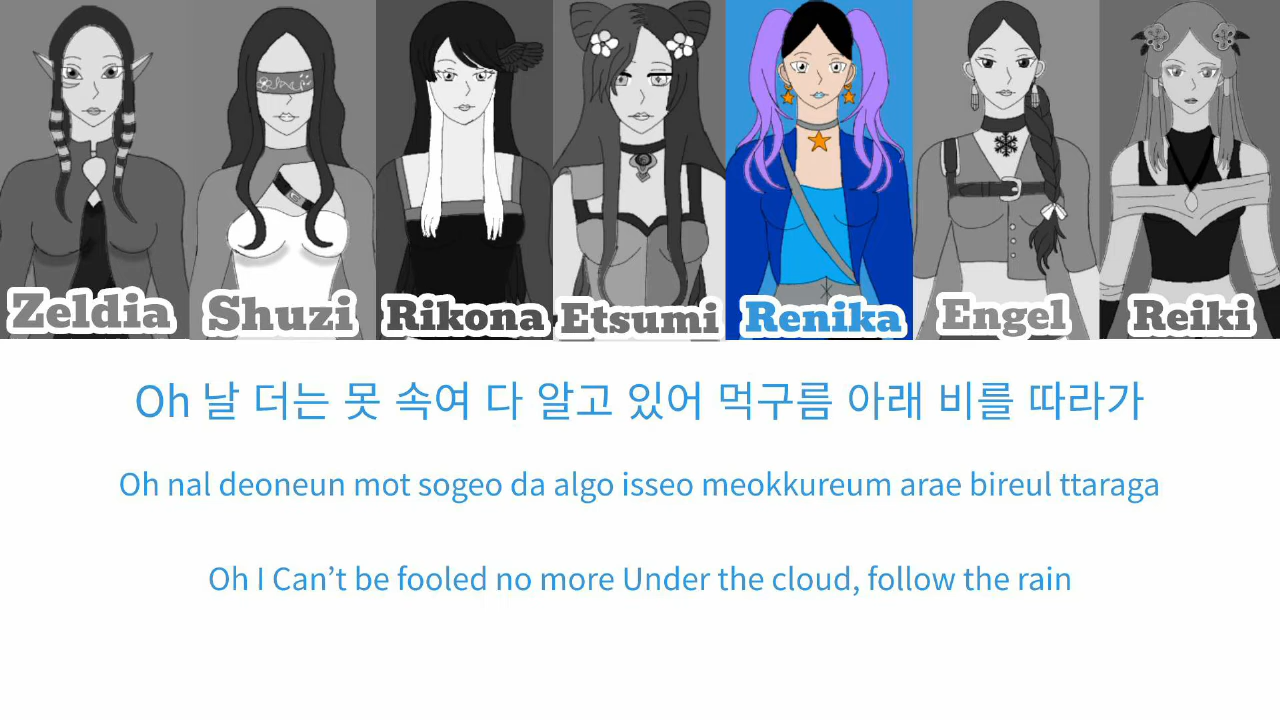 Zeldia Shuzi Rikona Etsumi Renika Engel Reiki
Oh 날 더는 못 속여 다 알고 있어 먹구름 아래 비를 따라가
Oh nal deoneun mot sogeo da algo isseo meokkureum arae bireul ttaraga
Oh I Can’t be fooled no more Under the cloud, follow the rain